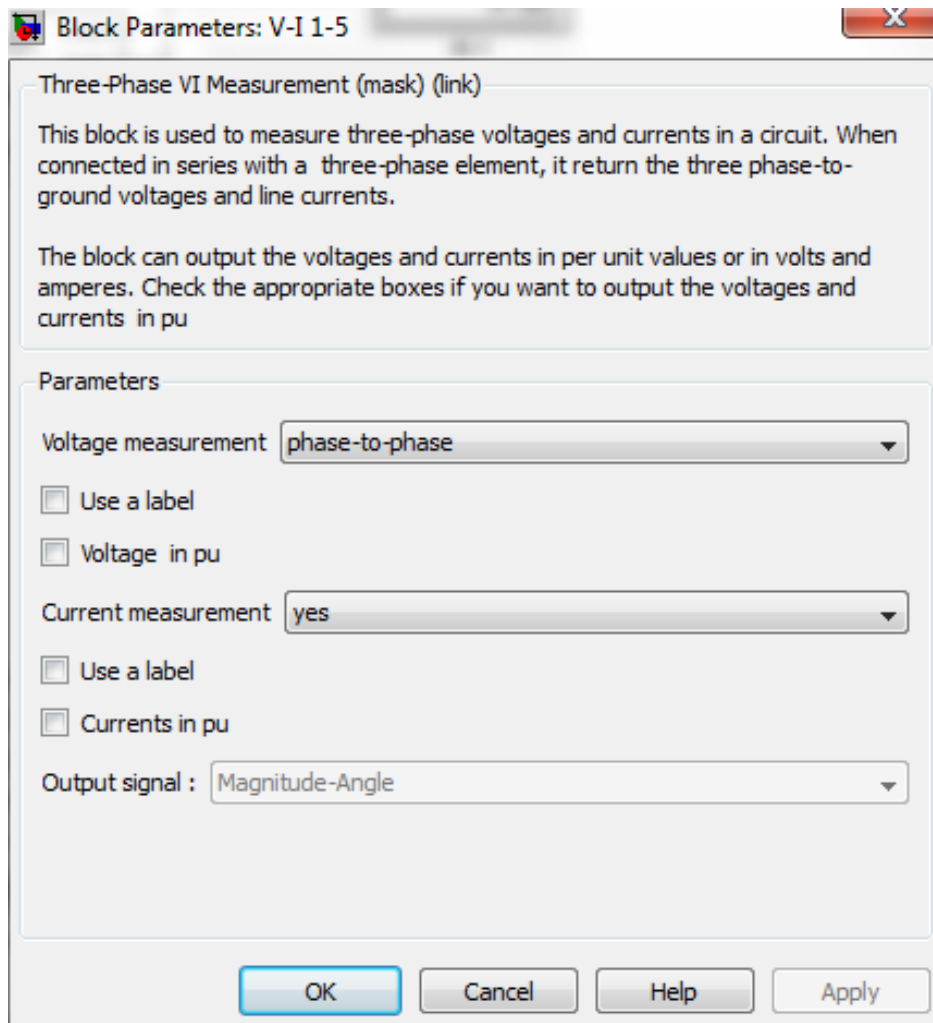 Block Parameters: V-I 1-5
Three-Phase VI Measurement (mask) (link)
This block is used to measure three-phase voltages and currents in a circuit. When
connected in series with a  three-phase element, it return the three phase-to-
ground voltages and line currents.
The block can output the voltages and currents in per unit values or in volts and
amperes. Check the appropriate boxes if you want to output the voltages and
currents  in pu
Parameters
Voltage measurement phase-to-phase
Use a label
Voltage  in pu
Current measurement yes
Use a label
Currents in pu
Output signal : Magnitude-Angle
OK Cancel Help Apply